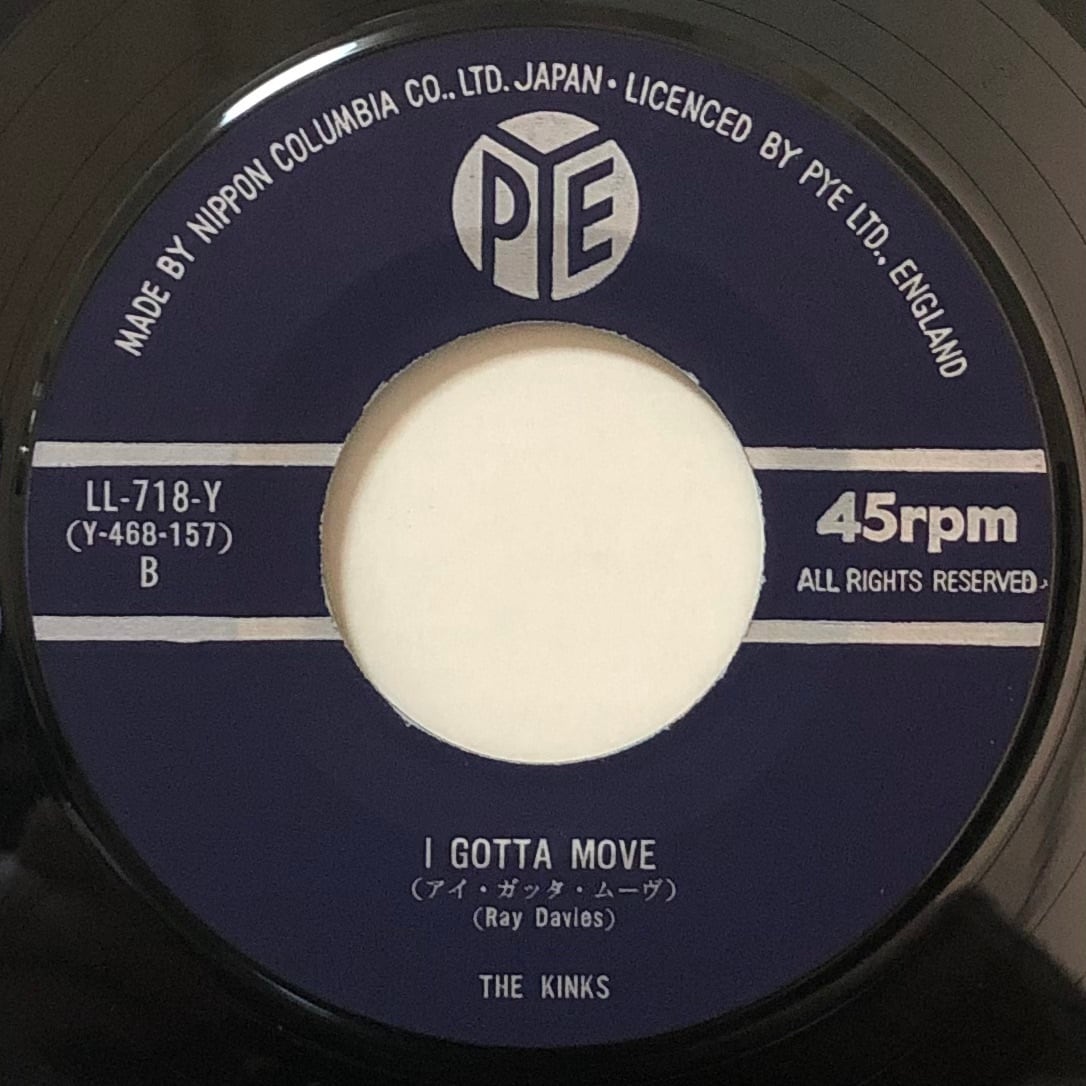 MADE BY NIPPON COLUMBIA CO., LTD. JAPAN • LICENCED BY PYE LTD., ENGLAND
PYE
LL-718-Y
(Y-468-157)
B
45rpm
ALL RIGHTS RESERVED.
I GOTTA MOVE
(アイ・ガッタ・ムーヴ)
(Ray Davies)
THE KINKS